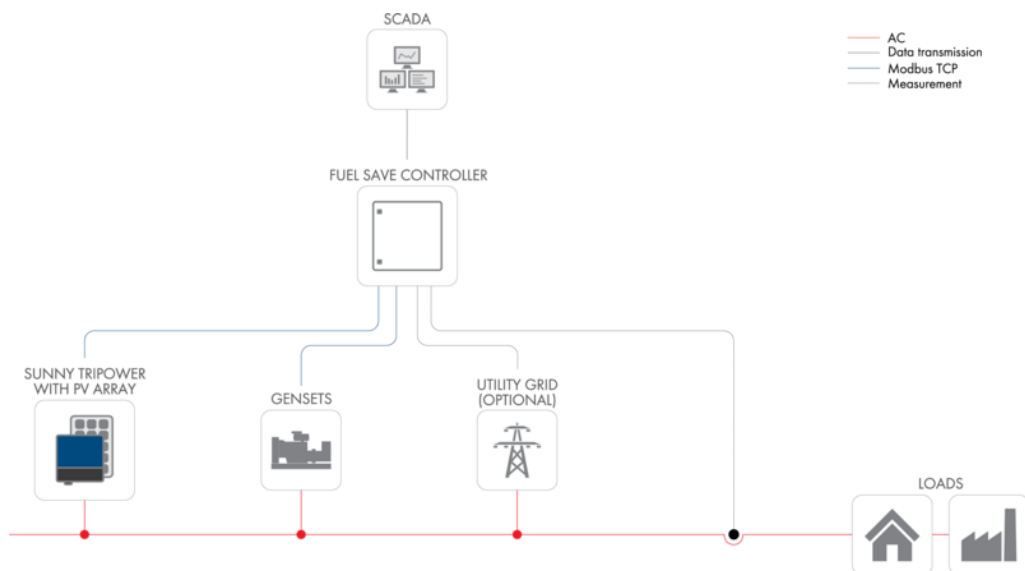 SCADA
AC
Data transmission
Modbus TCP
Measurement
FUEL SAVE CONTROLLER
SUNNY TRIPOWER
WITH PV ARRAY
GENSETS
UTILITY GRID
(OPTIONAL)
LOADS